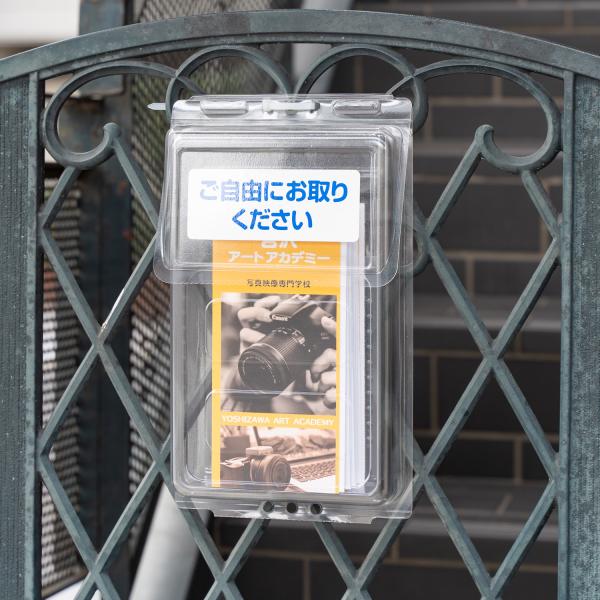 ご自由にお取り
ください
アートアカデミー
写真映像専門学校
Canon
YOSHIZAWA ART ACADEMY